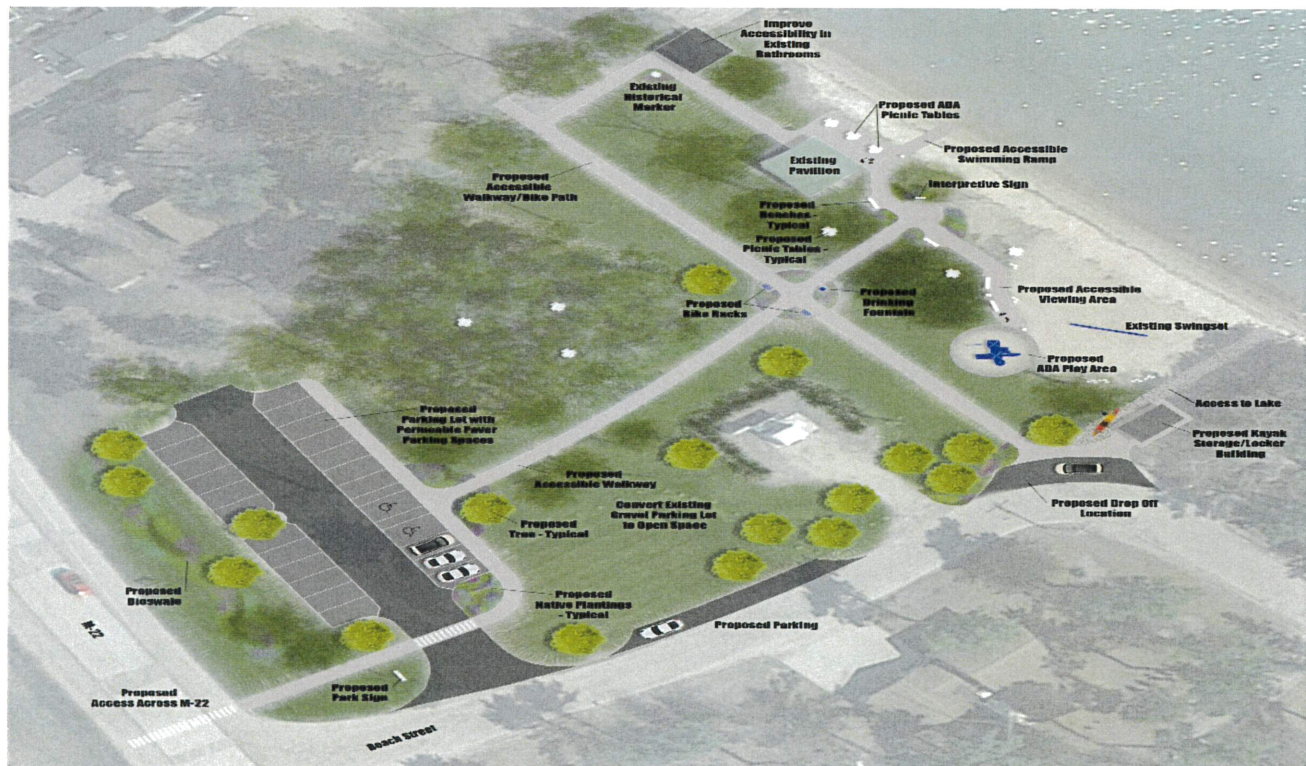 Improve
Accessibility in
Existing
Bathrooms
Existing
Historical
Marker
Proposed ADA
Picnic Tables
Existing
Pavillion
Proposed Accessible
Swimming Ramp
Proposed
Accessible
Walkway/Bike Path
Interpretive Sign
Proposed
Benches -
Typical
Proposed
Picnic Tables -
Typical
Proposed
Bike Racks
Proposed
Drinking
Fountain
Proposed Accessible
Viewing Area
Existing Swingset
Proposed
ADA Play Area
Access to Lake
Proposed Kayak
Storage/Locker
Building
Proposed
Parking Lot with
Permeable Paver
Parking Spaces
Proposed
Accessible Walkway
Convert Existing
Gravel Parking Lot
to Open Space
Proposed Drop Off
Location
Proposed
Tree - Typical
Proposed
Bioswale
Proposed
Native Plantings
- Typical
Proposed Parking
M-22
Proposed
Park Sign
Proposed
Access Across M-22
Beach Street